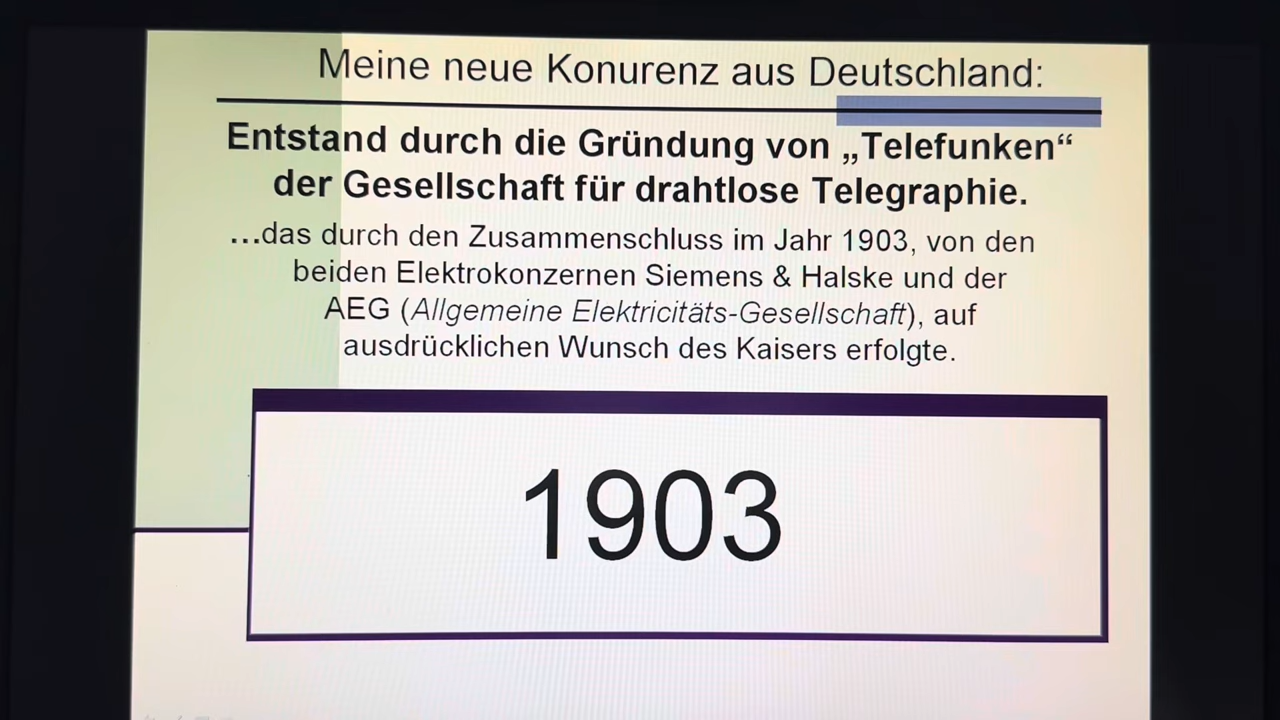 Meine neue Konurenz aus Deutschland:
Entstand durch die Gründung von „Telefunken“
der Gesellschaft für drahtlose Telegraphie.
...das durch den Zusammenschluss im Jahr 1903, von den
beiden Elektrokonzernen Siemens & Halske und der
AEG (Allgemeine Elektricitäts-Gesellschaft), auf
ausdrücklichen Wunsch des Kaisers erfolgte.
1903